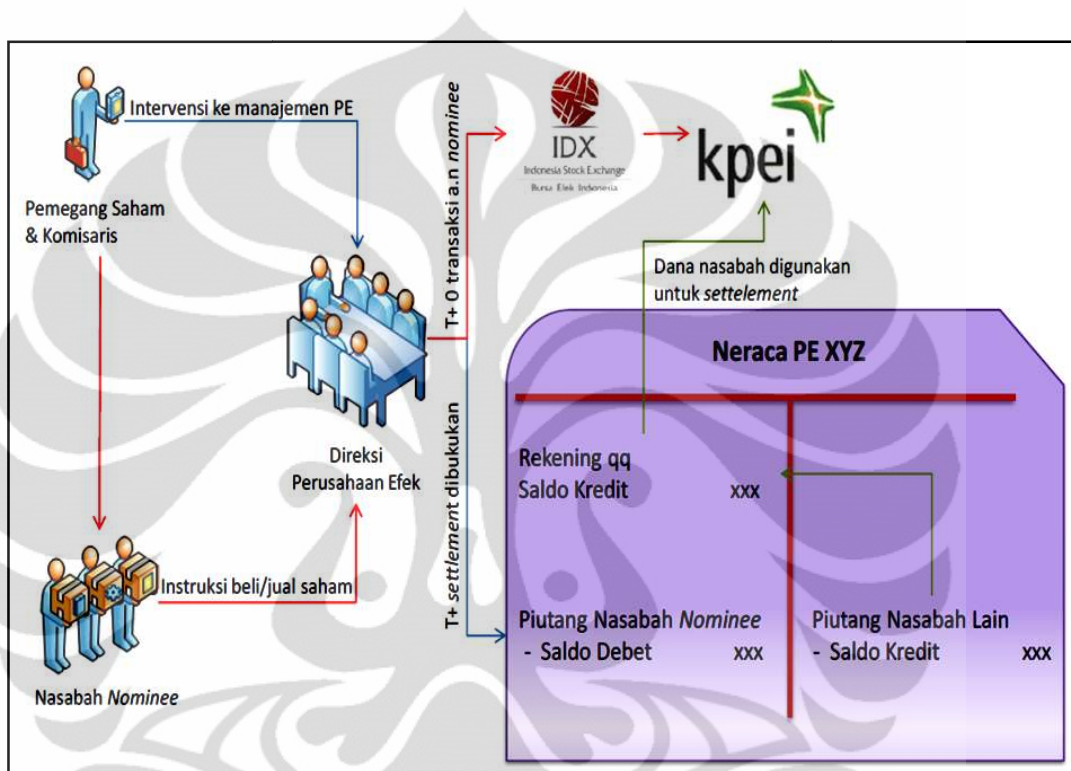 Intervensi ke manajemen PE
Pemegang Saham
& Komisaris
T+ 0 transaksi a.n nominee
IDX
Indonesia Stock Exchange
Bursa Efek Indonesia
kpei
Dana nasabah digunakan
untuk settelement
Direksi
Perusahaan Efek
T+ settlement dibukukan
Instruksi beli/jual saham
Nasabah Nominee
Neraca PE XYZ
Rekening qq
Saldo Kredit xxx
Piutang Nasabah Nominee
- Saldo Debet xxx
Piutang Nasabah Lain
- Saldo Kredit xxx